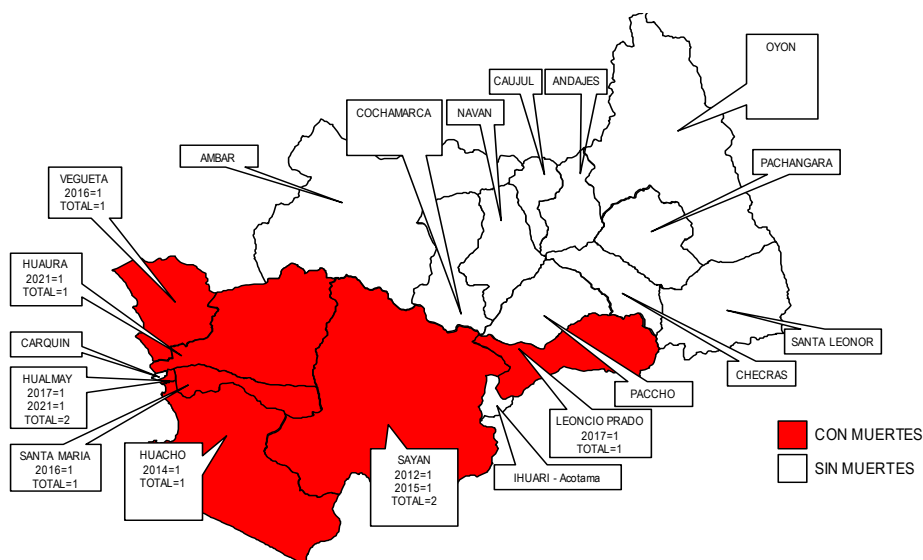 OYON
CAUJUL
ANDAJES
COCHAMARCA
NAVAN
AMBAR
PACHANGARA
VEGUETA
2016=1
TOTAL=1
HUAURA
2021=1
TOTAL=1
CARQUIN
SANTA LEONOR
HUALMAY
2017=1
2021=1
TOTAL=2
CHECRAS
PACCHO
LEONCIO PRADO
2017=1
TOTAL=1
SANTA MARIA
2016=1
TOTAL=1
HUACHO
2014=1
TOTAL=1
SAYAN
2012=1
2015=1
TOTAL=2
IHUARI - Acotama
CON MUERTES
SIN MUERTES